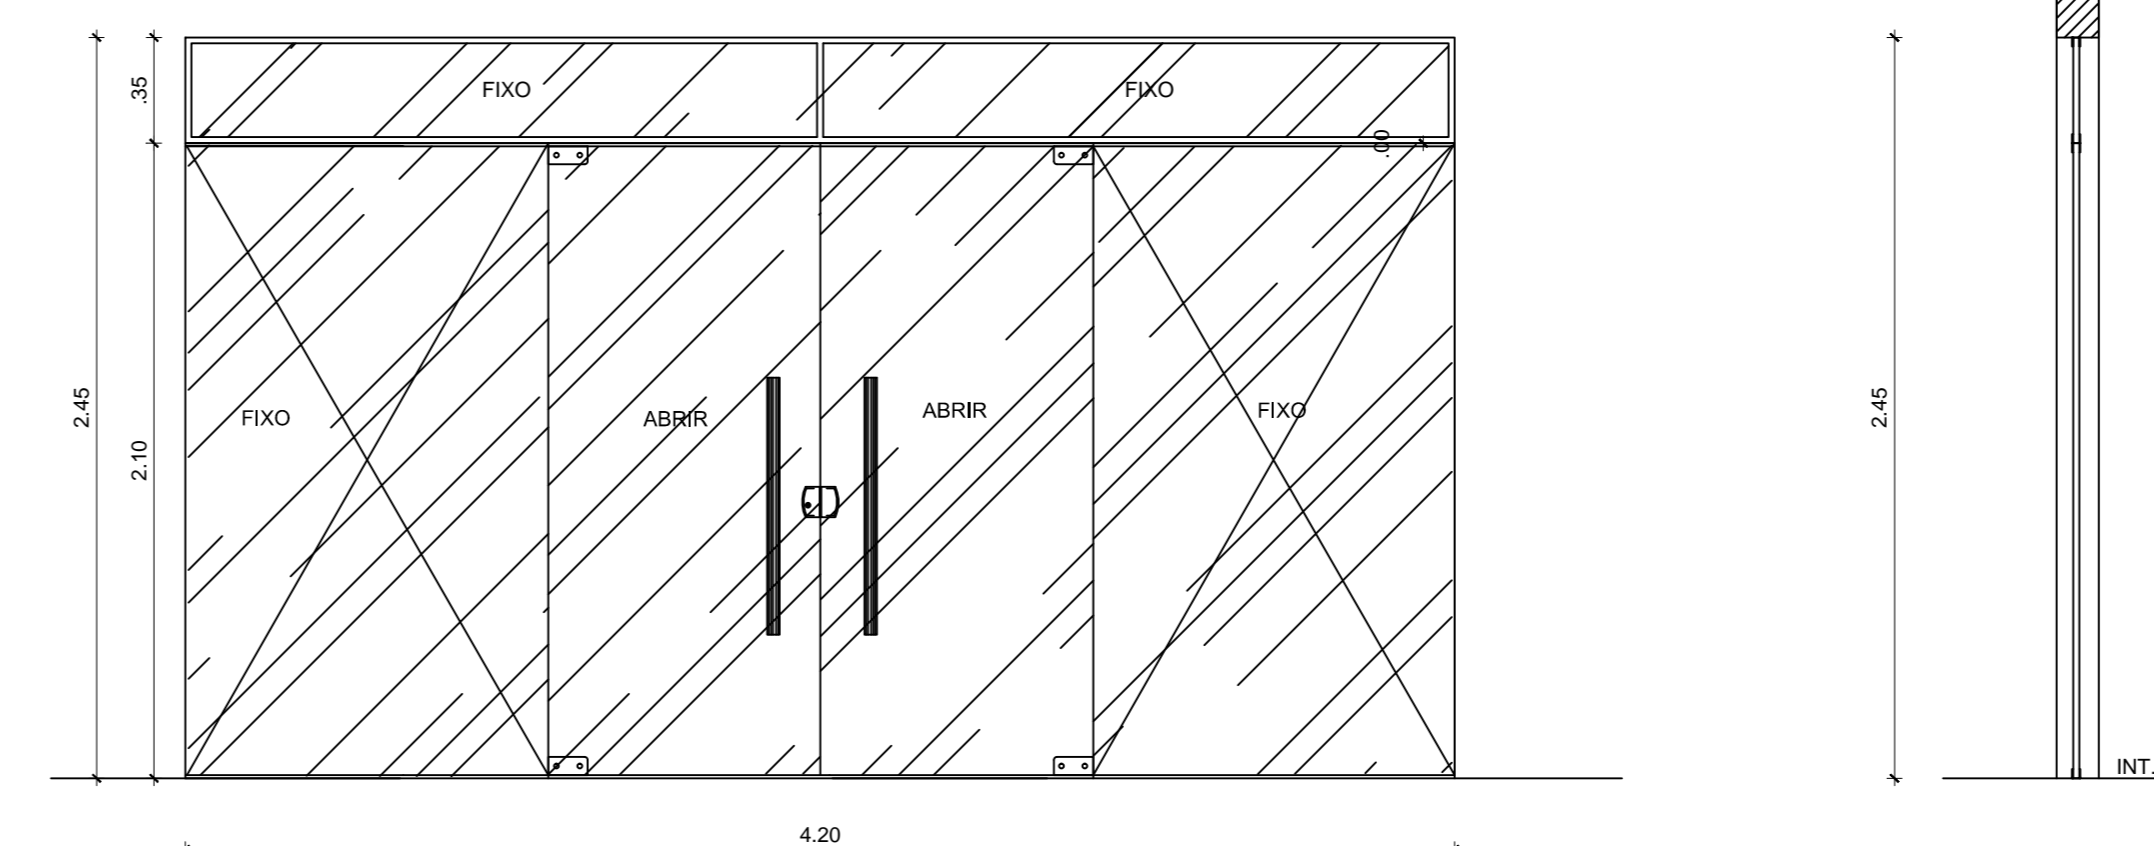 .35
FIXO
FIXO
.00
2.45
2.10
FIXO
ABRIR
ABRIR
FIXO
2.45
INT.
4.20